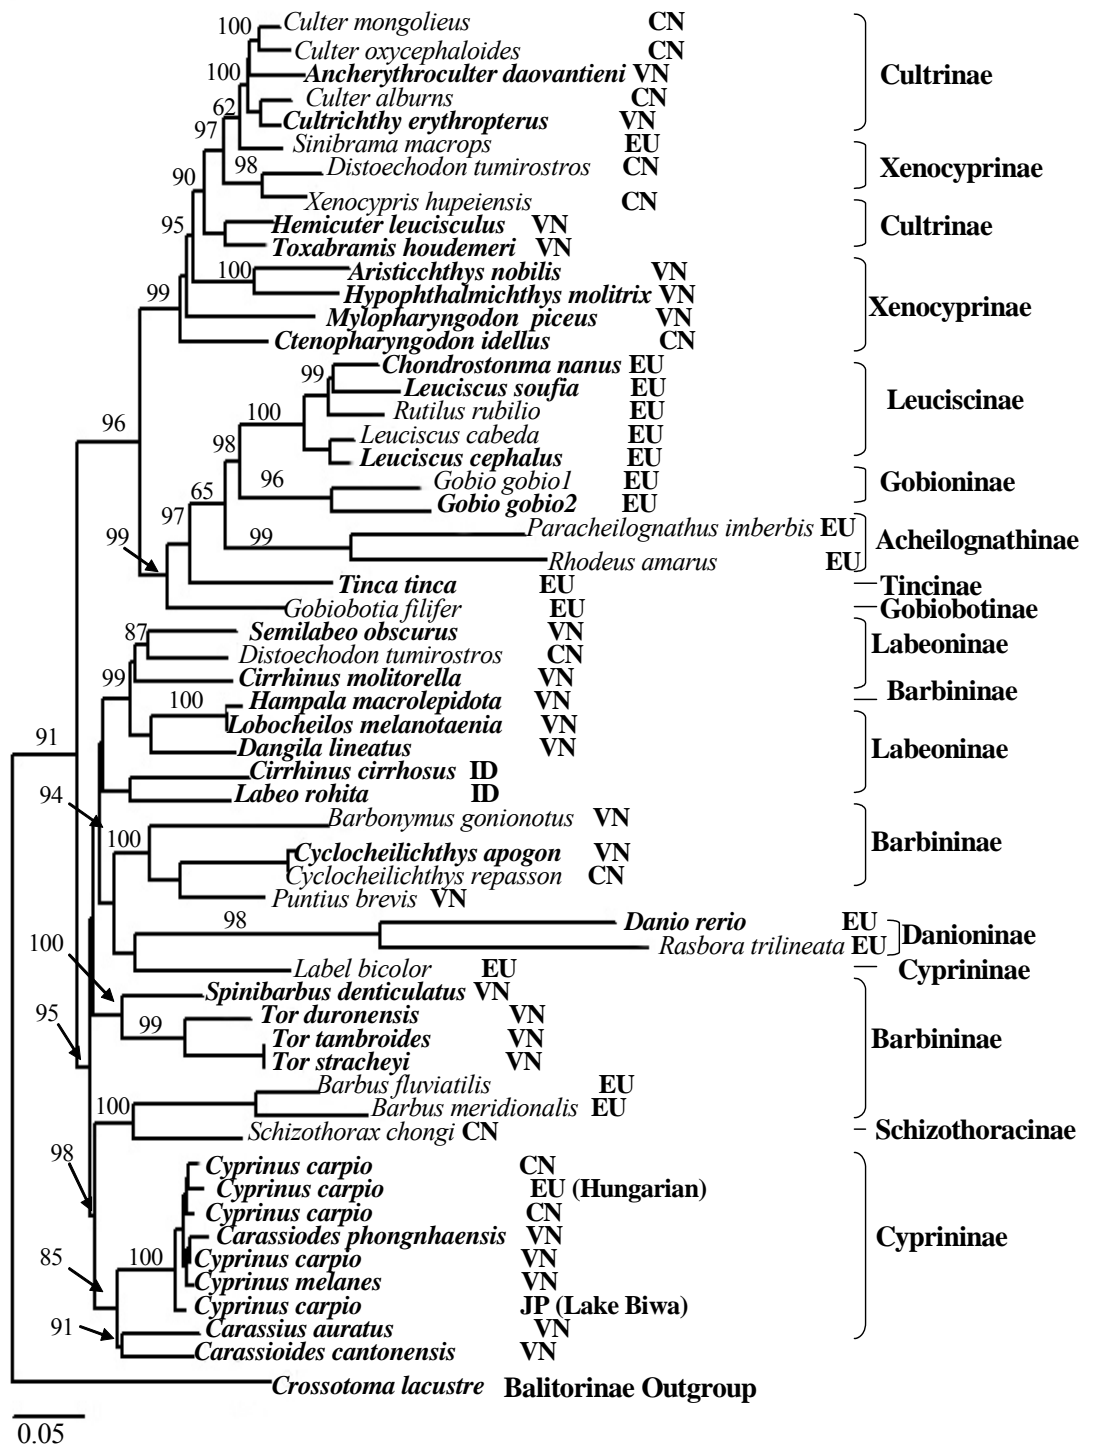 100 Culter mongolieus CN
Culter oxycephaloides CN
100 Ancherythroculter daovantieni VN Cultrinae
Culter alburns CN
62 Cultrichthy erythropterus VN
97 Sinibrama macrops EU
98 Distoechodon tumirostros CN Xenocyprinae
90 Xenocypris hupeiensis CN
95 Hemicuter leucisculus VN Cultrinae
Toxabramis houdemeri VN
100 Aristicchthys nobilis VN
99 Hypophthalmichthys molitrix VN Xenocyprinae
Mylopharyngodon piceus VN
Ctenopharyngodon idellus CN
99 Chondrostonma nanus EU
Leuciscus soufia EU Leuciscinae
100 Rutilus rubilio EU
96 Leuciscus cabeda EU
98 Leuciscus cephalus EU
96 Gobio gobio1 EU Gobioninae
65 Gobio gobio2 EU
97 Paracheilognathus imberbis EU Acheilognathinae
99 99 Rhodeus amarus EU
Tinca tinca EU Tincinae
Gobiobotia filifer EU Gobiobotinae
87 Semilabeo obscurus VN Labeoninae
Distoechodon tumirostros CN
99 Cirrhinus molitorella VN Barbininae
100 Hampala macrolepidota VN
91 Lobocheilos melanotaenia VN
Dangila lineatus VN Labeoninae
Cirrhinus cirrhosus ID
94 Labeo rohita ID
Barbonymus gonionotus VN
100 Cyclocheilichthys apogon VN Barbininae
Cyclocheilichthys repasson CN
Puntius brevis VN
98 Danio rerio EU Danioninae
100 Rasbora trilineata EU
Label bicolor EU Cyprininae
Spinibarbus denticulatus VN
95 Tor duronensis VN
99 Tor tambroides VN Barbininae
Tor stracheyi VN
Barbus fluviatilis EU
100 Barbus meridionalis EU
Schizothorax chongi CN Schizothoracinae
98 Cyprinus carpio CN
Cyprinus carpio EU (Hungarian)
Cyprinus carpio CN
Carassiodes phongnhaensis VN Cyprininae
85 100 Cyprinus carpio VN
Cyprinus melanes VN
Cyprinus carpio JP (Lake Biwa)
91 Carassius auratus VN
Carassioides cantonensis VN
Crossotoma lacustre Balitorinae Outgroup
0.05